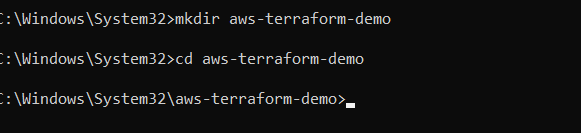 C:\Windows\System32>mkdir aws-terraform-demo
C:\Windows\System32>cd aws-terraform-demo
C:\Windows\System32\aws-terraform-demo>